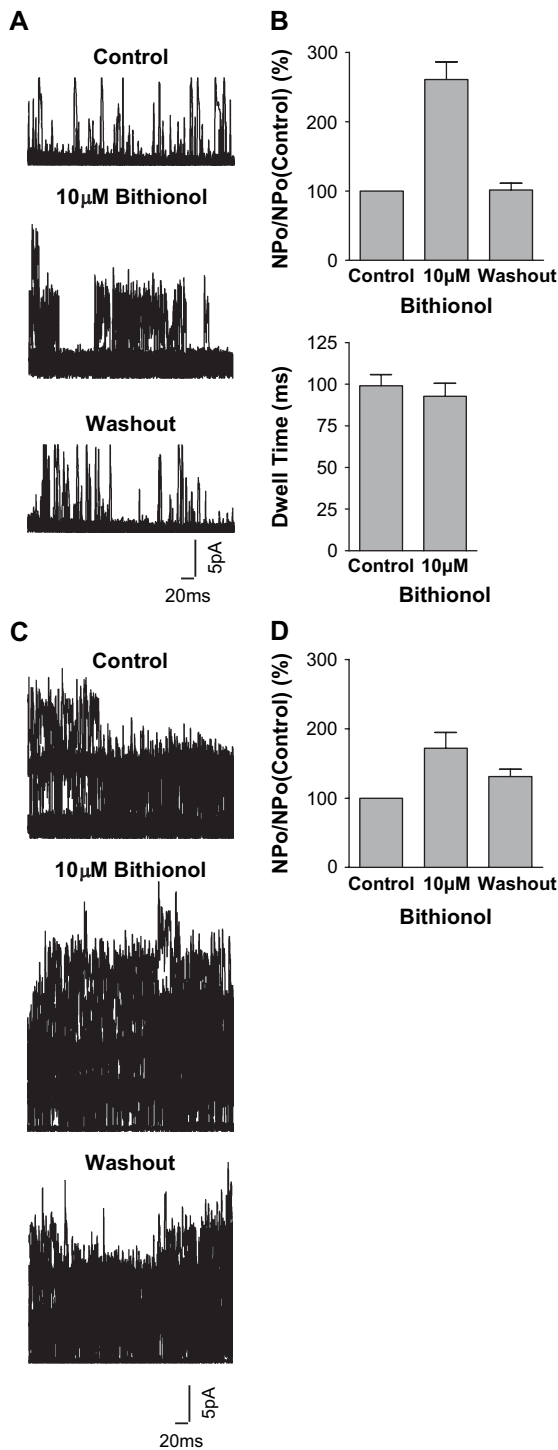 A
Control
10μM Bithionol
Washout
5pA
20ms
B
NPo/NPo(Control) (%)
300
200
100
0
Control 10μM Washout
Bithionol
Dwell Time (ms)
125
100
75
50
25
0
Control 10μM
Bithionol
C
Control
10μM Bithionol
Washout
5pA
20ms
D
NPo/NPo(Control) (%)
300
200
100
0
Control 10μM Washout
Bithionol